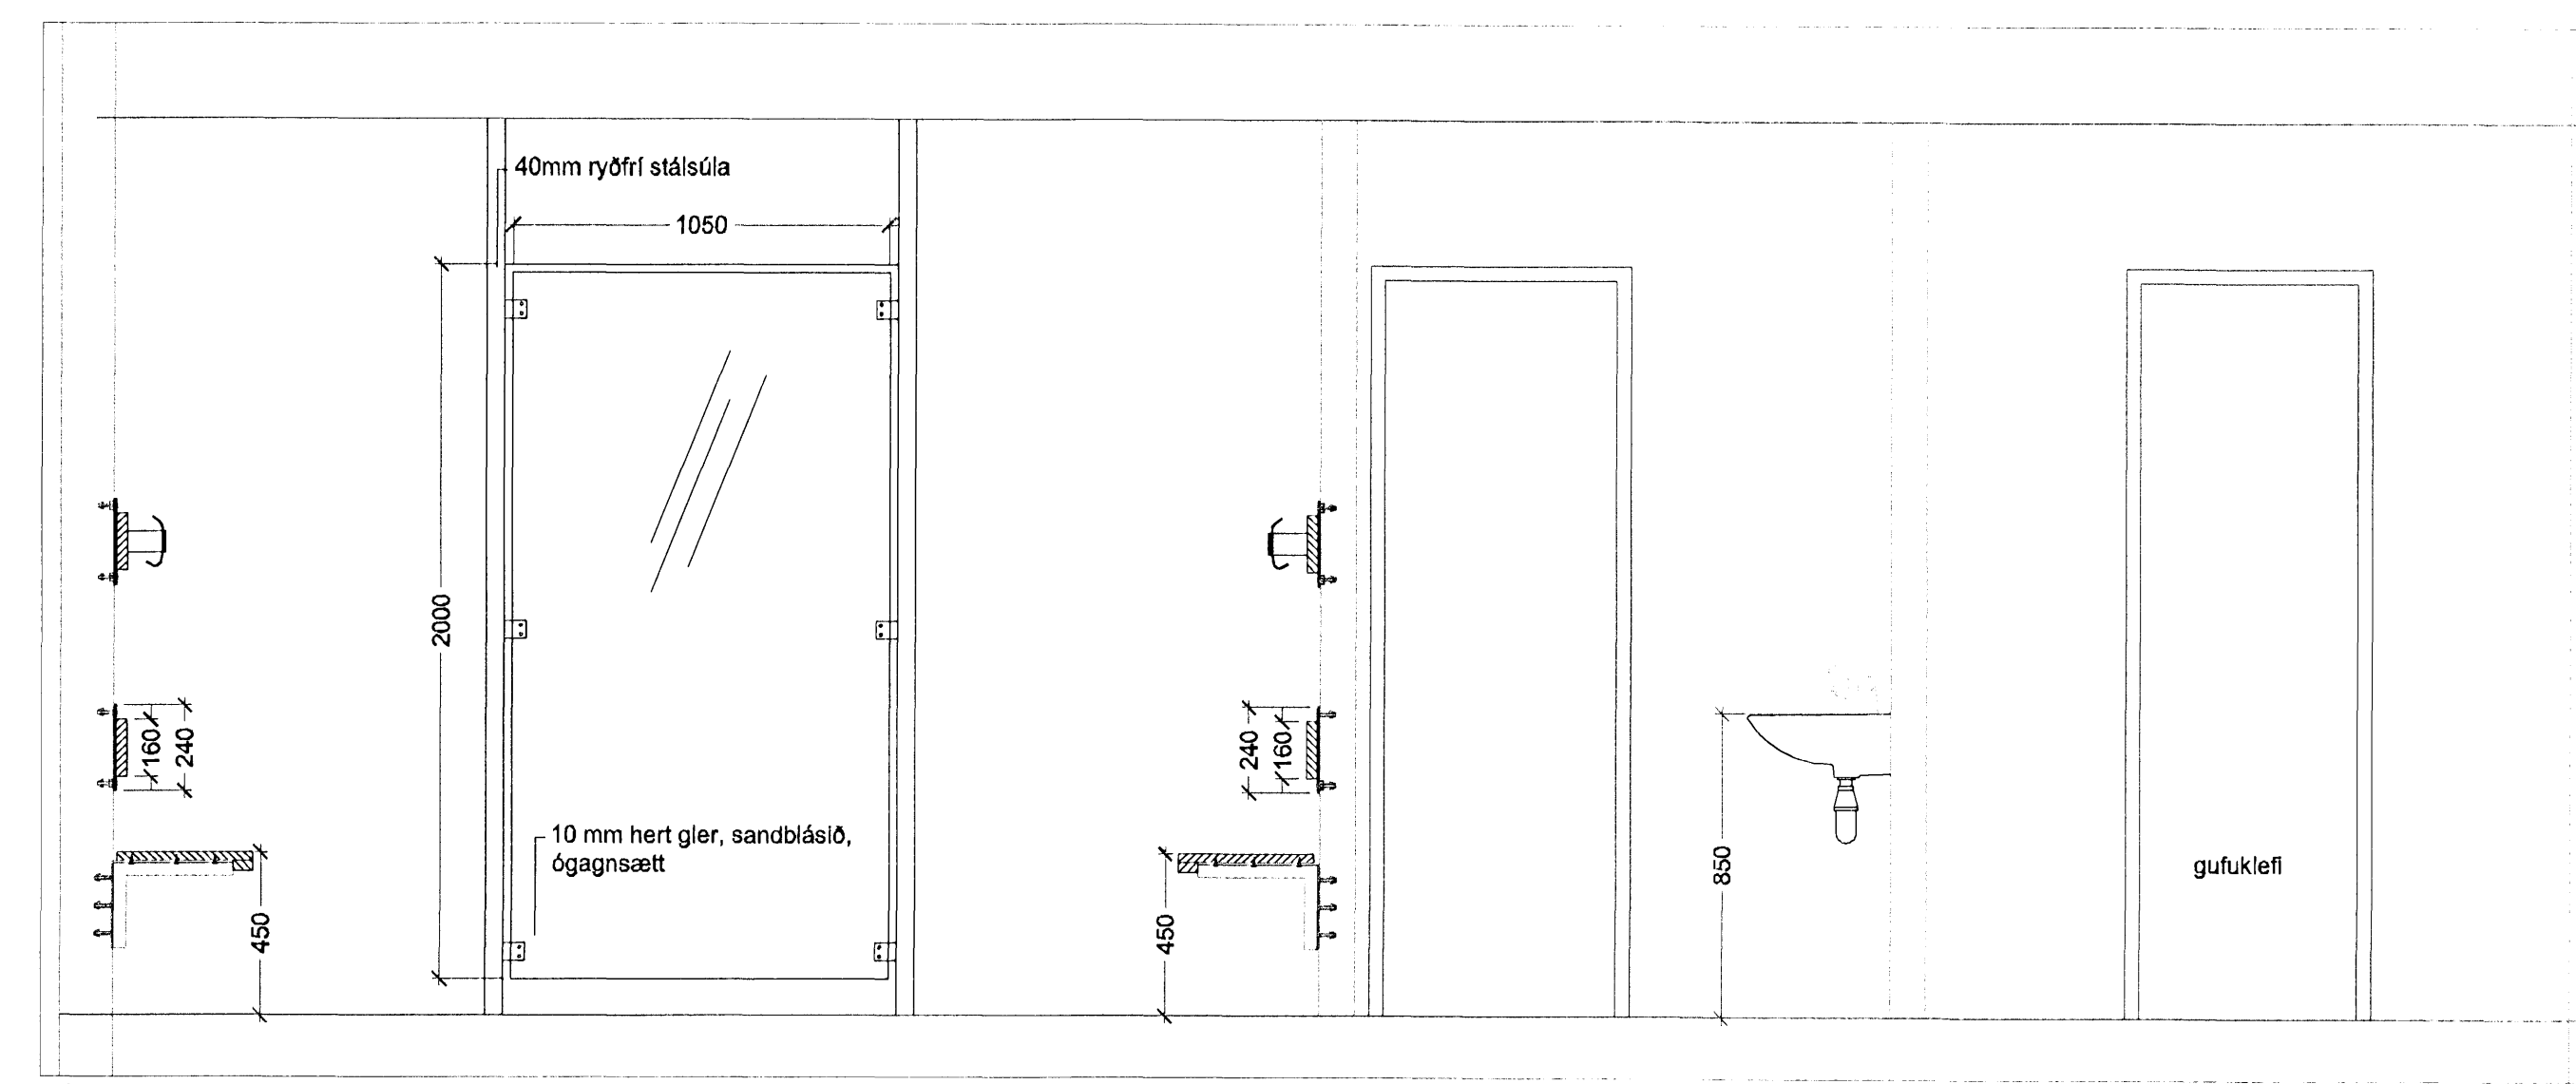 40mm ryðfrí stálsúla
1050
2000
160
240
240
160
10 mm hert gler, sandblásið,
ógagnsætt
850
gufuklefi
450
450